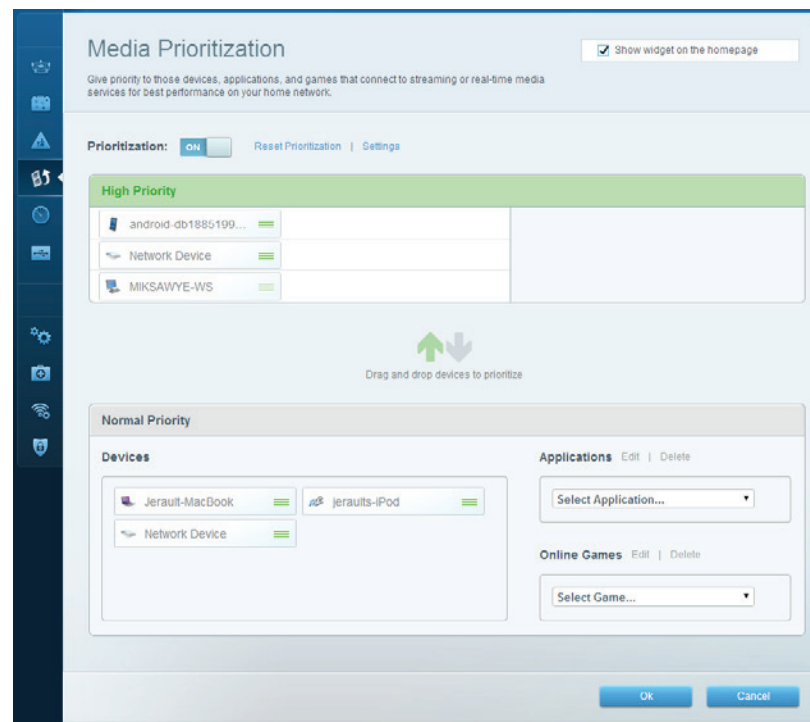 Media Prioritization
Show widget on the homepage
Give priority to those devices, applications, and games that connect to streaming or real-time media
services for best performance on your home network.
Prioritization: ON Reset Prioritization | Settings
High Priority
android-db1885199...
Network Device
MIKSAWYE-WS
Drag and drop devices to prioritize
Normal Priority
Devices
Jerault-MacBook
jeraults-iPod
Network Device
Applications Edit | Delete
Select Application...
Online Games Edit | Delete
Select Game...
Ok
Cancel